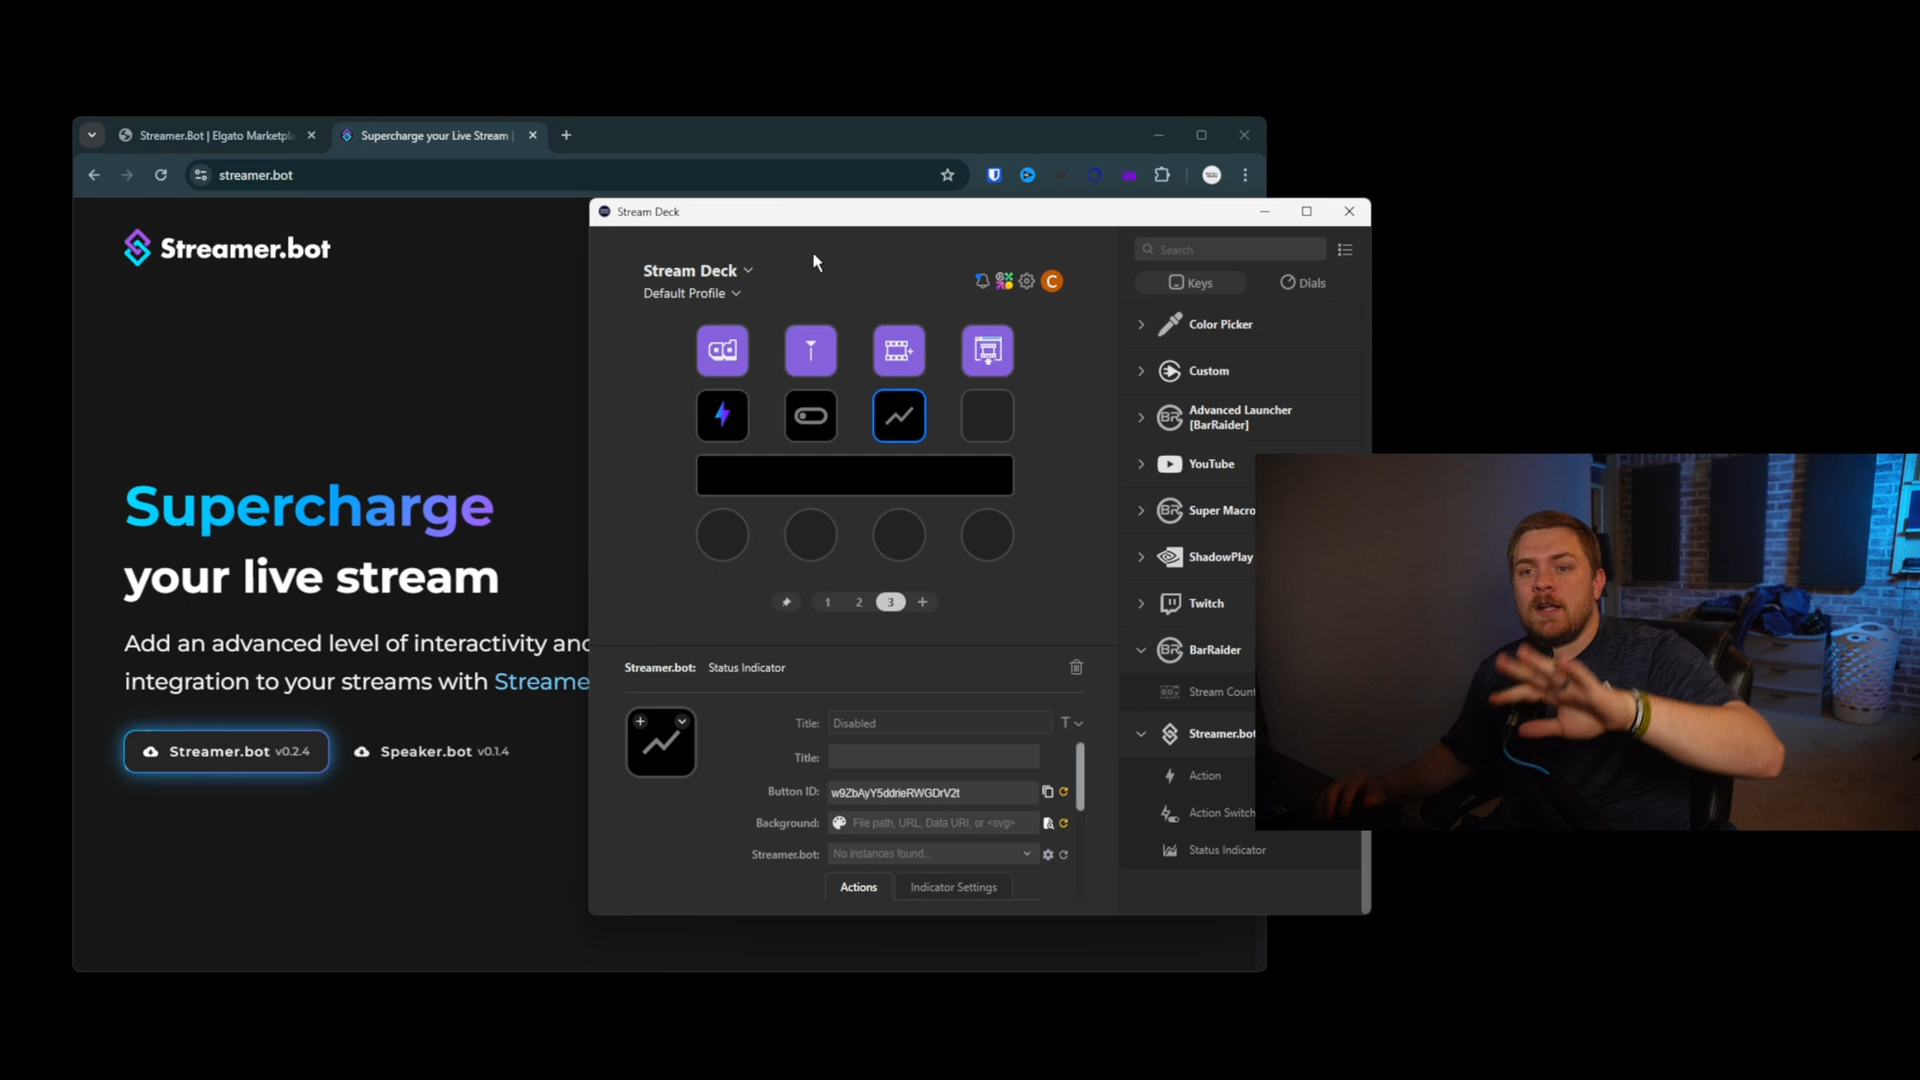 Streamer.Bot | Elgato Marketpla
Supercharge your Live Stream |
streamer.bot
Streamer.bot
Supercharge
your live stream
Add an advanced level of interactivity and
integration to your streams with Streame
Streamer.bot v0.2.4
Speaker.bot v0.1.4
Stream Deck
Stream Deck
Default Profile
C
1 2 3 +
Streamer.bot: Status Indicator
Title: Disabled
T
Title:
Button ID: w9ZbAyY5ddrieRWGDrV2t
Background: File path, URL, Data URI, or <svg>
Streamer.bot: No instances found...
Actions
Indicator Settings
Search
Keys
Dials
Color Picker
Custom
BR
Advanced Launcher
[BarRaider]
YouTube
BR Super Macro
ShadowPlay
Twitch
BR BarRaider
Stream Count
Streamer.bot
Action
Action Switch
Status Indicator